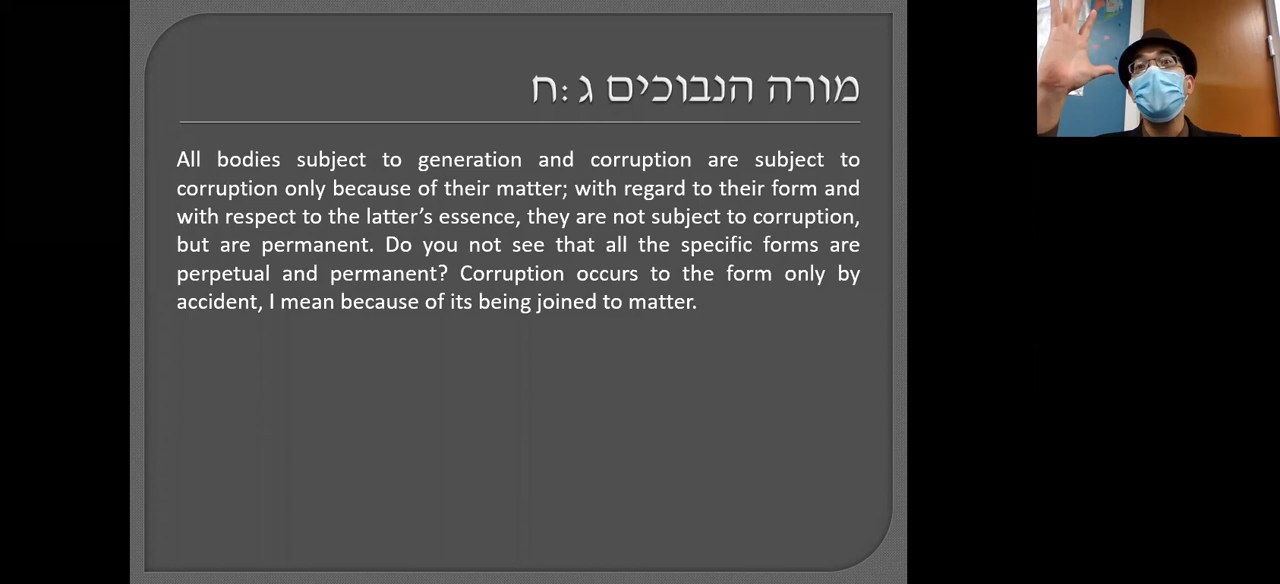 מורה הנבוכים ג :ח
All bodies subject to generation and corruption are subject to
corruption only because of their matter; with regard to their form and
with respect to the latter’s essence, they are not subject to corruption,
but are permanent. Do you not see that all the specific forms are
perpetual and permanent? Corruption occurs to the form only by
accident, I mean because of its being joined to matter.